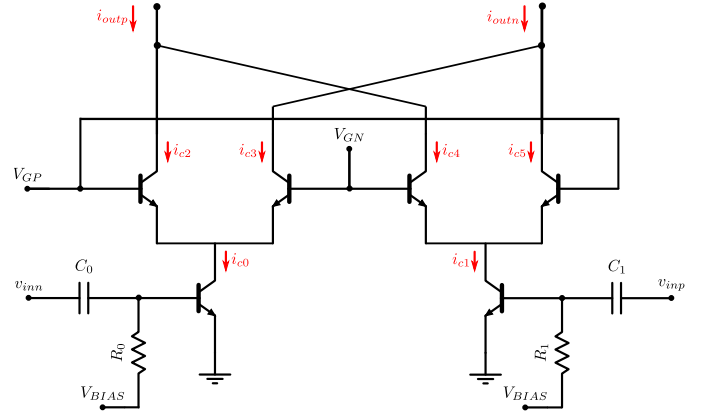 i_outp
i_outn
V_GN
i_c2
i_c3
i_c4
i_c5
V_GP
i_c0
i_c1
C_0
C_1
v_inn
v_inp
R_0
R_1
V_BIAS
V_BIAS